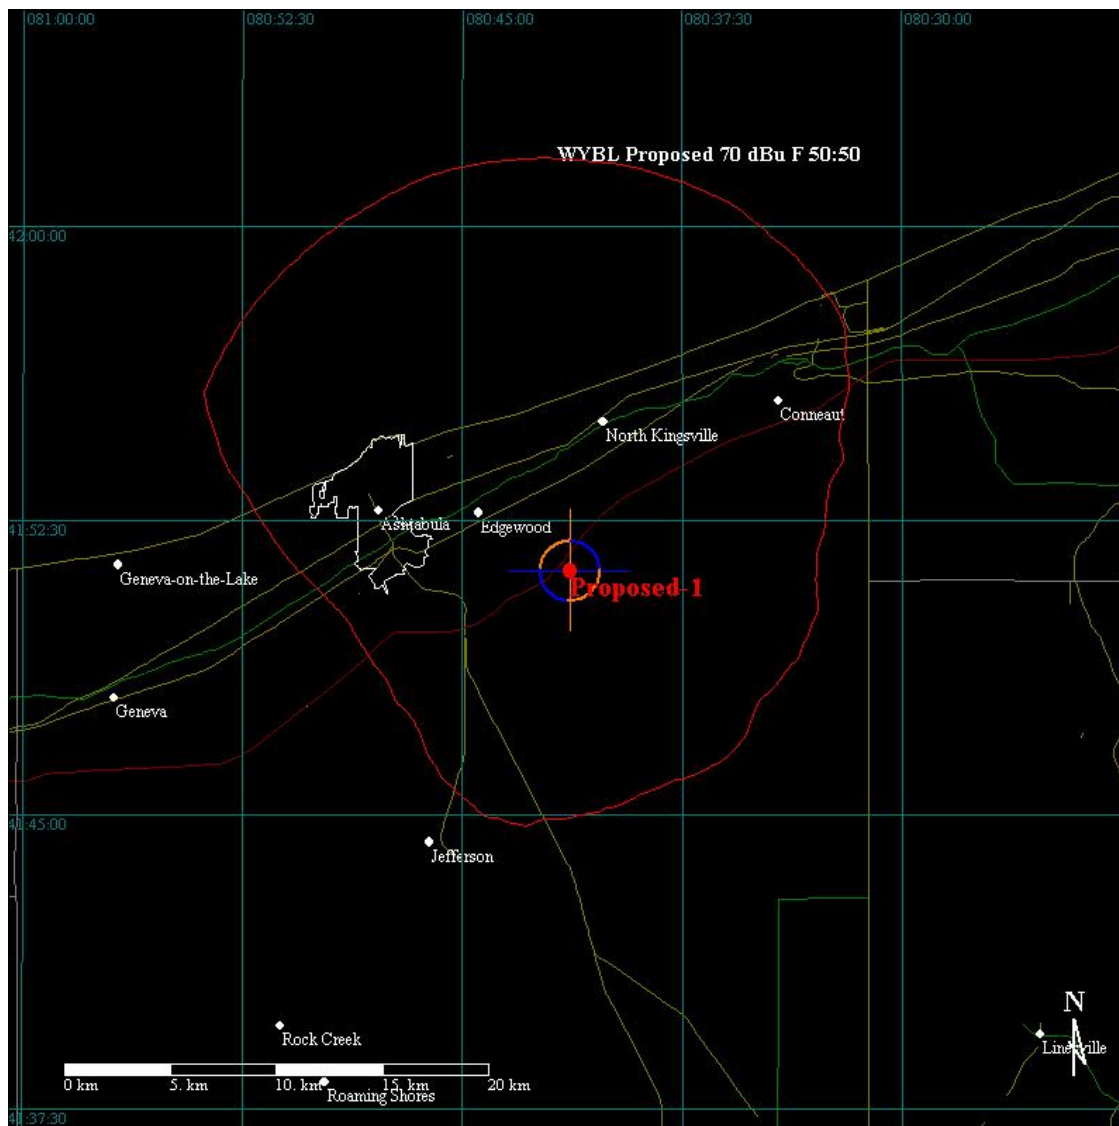 081:00:00
080:52:30
080:45:00
080:37:30
080:30:00
WYBL Proposed 70 dBu F 50:50
42:00:00
Conneaut
North Kingsville
41:52:30
Ashtabula
Edgewood
Geneva-on-the-Lake
Proposed-1
Geneva
41:45:00
Jefferson
N
Rock Creek
Linesville
0 km
5. km
10. km
15. km
20 km
Roaming Shores
41:37:30